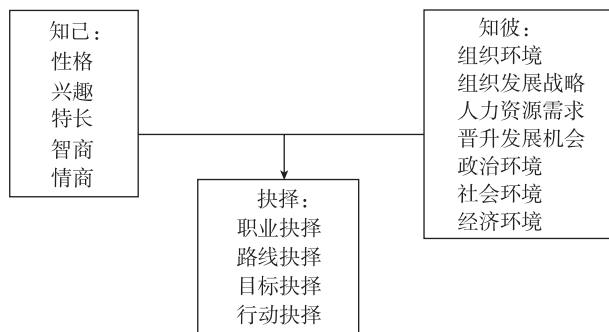 知己：
性格
兴趣
特长
智商
情商
知彼：
组织环境
组织发展战略
人力资源需求
晋升发展机会
政治环境
社会环境
经济环境
抉择：
职业抉择
路线抉择
目标抉择
行动抉择